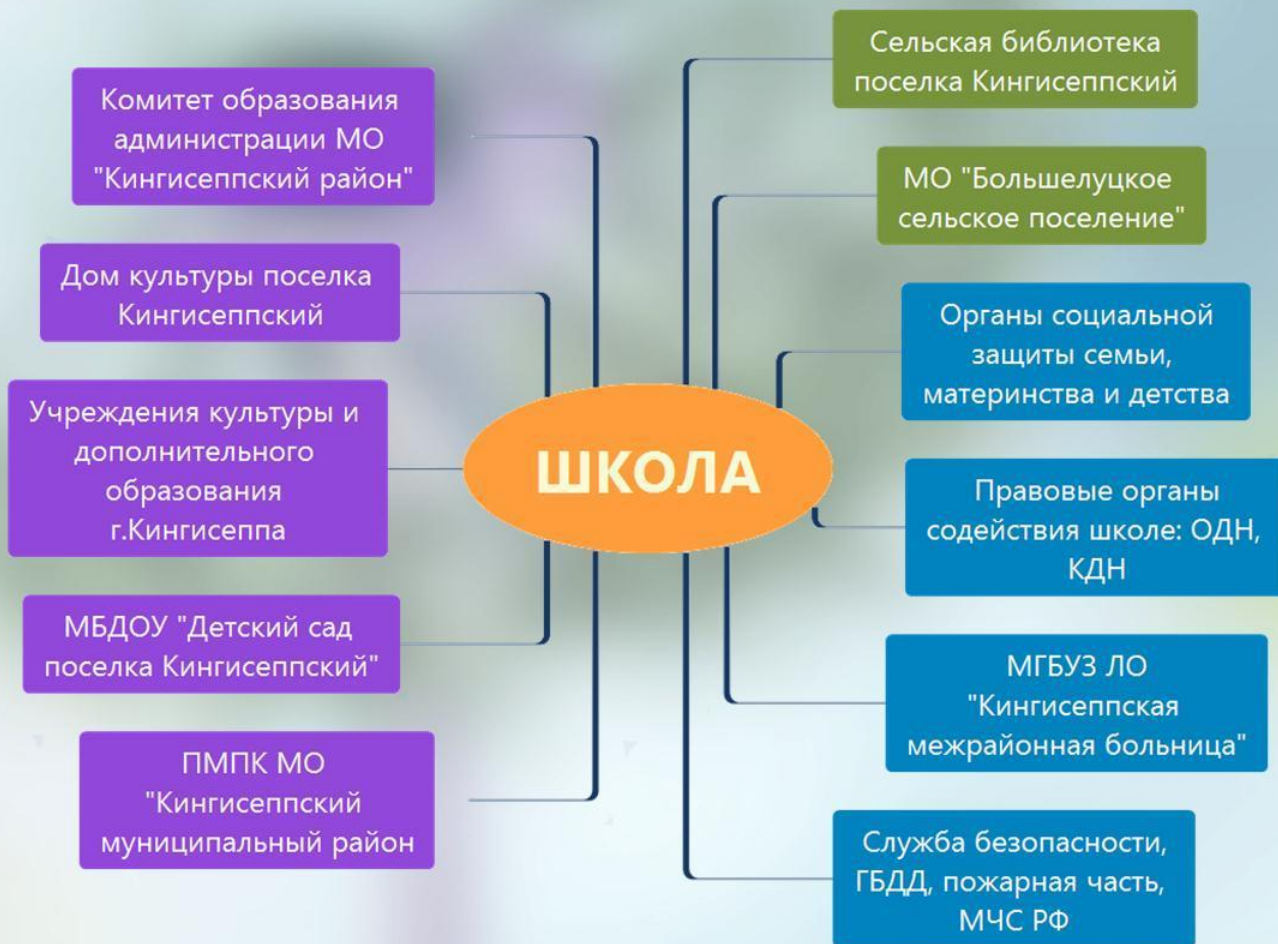 Комитет образования
администрации МО
"Кингисеппский район"
Дом культуры поселка
Кингисеппский
Учреждения культуры и
дополнительного
образования
г.Кингисеппа
МБДОУ "Детский сад
поселка Кингисеппский"
ПМПК МО
"Кингисеппский
муниципальный район
ШКОЛА
Сельская библиотека
поселка Кингисеппский
МО "Большелуцкое
сельское поселение"
Органы социальной
защиты семьи,
материнства и детства
Правовые органы
содействия школе: ОДН,
КДН
МГБУЗ ЛО
"Кингисеппская
межрайонная больница"
Служба безопасности,
ГБДД, пожарная часть,
МЧС РФ